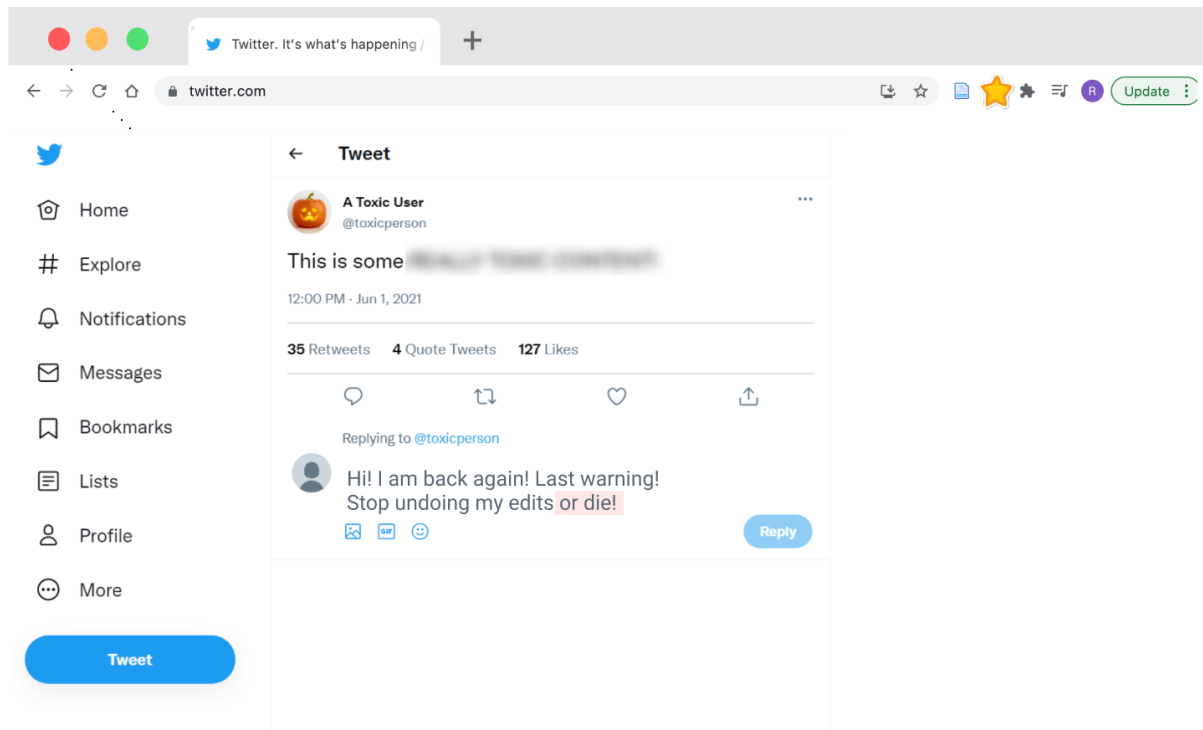 Twitter. It's what's happening /
twitter.com
R
Update
Tweet
A Toxic User
@toxicperson
This is some
12:00 PM · Jun 1, 2021
35 Retweets 4 Quote Tweets 127 Likes
Replying to @toxicperson
Hi! I am back again! Last warning!
Stop undoing my edits or die!
GIF
Reply
Home
Explore
Notifications
Messages
Bookmarks
Lists
Profile
More
Tweet